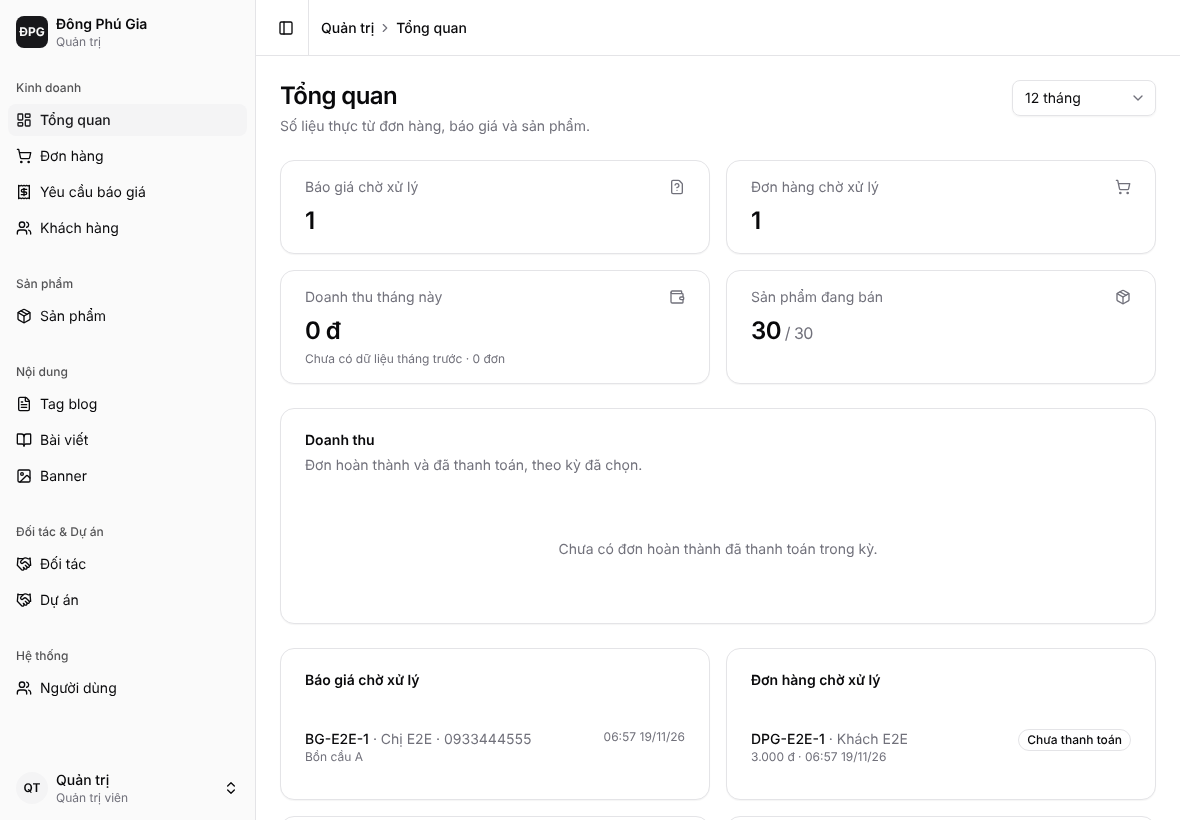 ĐPG
Đông Phú Gia
Quản trị
Kinh doanh
Tổng quan
Đơn hàng
Yêu cầu báo giá
Khách hàng
Sản phẩm
Sản phẩm
Nội dung
Tag blog
Bài viết
Banner
Đối tác & Dự án
Đối tác
Dự án
Hệ thống
Người dùng
QT
Quản trị
Quản trị viên
Quản trị > Tổng quan
Tổng quan
Số liệu thực từ đơn hàng, báo giá và sản phẩm.
12 tháng
Báo giá chờ xử lý
1
Đơn hàng chờ xử lý
1
Doanh thu tháng này
0 đ
Chưa có dữ liệu tháng trước · 0 đơn
Sản phẩm đang bán
30 / 30
Doanh thu
Đơn hoàn thành và đã thanh toán, theo kỳ đã chọn.
Chưa có đơn hoàn thành đã thanh toán trong kỳ.
Báo giá chờ xử lý
BG-E2E-1 · Chị E2E · 0933444555
06:57 19/11/26
Bồn cầu A
Đơn hàng chờ xử lý
DPG-E2E-1 · Khách E2E
Chưa thanh toán
3.000 đ · 06:57 19/11/26